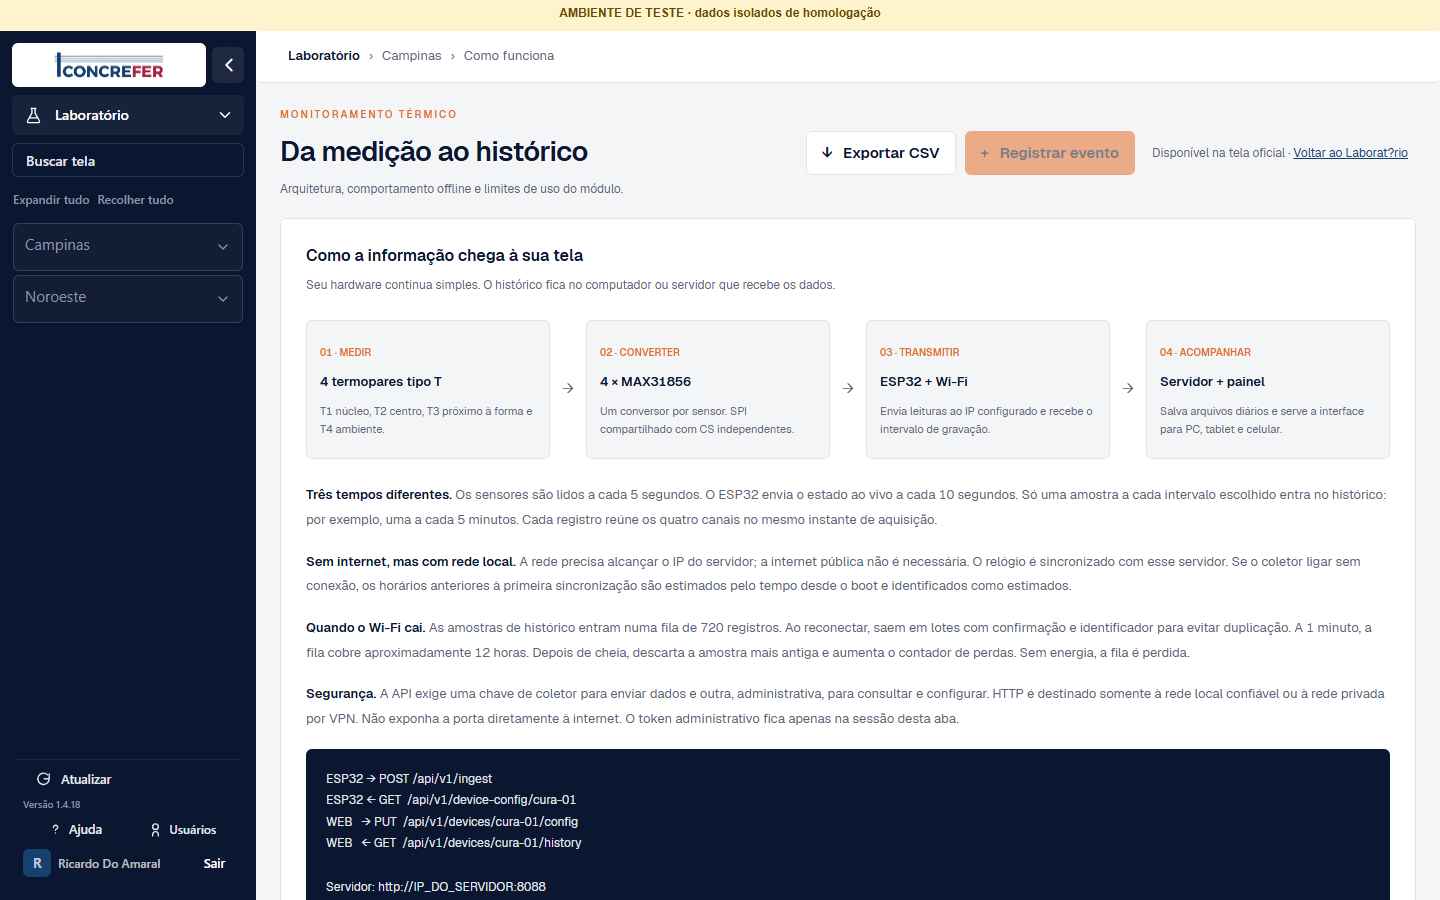 AMBIENTE DE TESTE · dados isolados de homologação
CONCREFER
Laboratório
Buscar tela
Expandir tudo Recolher tudo
Campinas
Noroeste
Atualizar
Versão 1.4.18
? Ajuda
Usuários
R Ricardo Do Amaral Sair
Laboratório › Campinas › Como funciona
MONITORAMENTO TÉRMICO
Da medição ao histórico
Arquitetura, comportamento offline e limites de uso do módulo.
↓ Exportar CSV
+ Registrar evento
Disponível na tela oficial · Voltar ao Laborat?rio
Como a informação chega à sua tela
Seu hardware continua simples. O histórico fica no computador ou servidor que recebe os dados.
01 · MEDIR
4 termopares tipo T
T1 núcleo, T2 centro, T3 próximo à forma e
T4 ambiente.
→
02 · CONVERTER
4 × MAX31856
Um conversor por sensor. SPI
compartilhado com CS independentes.
→
03 · TRANSMITIR
ESP32 + Wi-Fi
Envia leituras ao IP configurado e recebe o
intervalo de gravação.
→
04 · ACOMPANHAR
Servidor + painel
Salva arquivos diários e serve a interface
para PC, tablet e celular.
Três tempos diferentes. Os sensores são lidos a cada 5 segundos. O ESP32 envia o estado ao vivo a cada 10 segundos. Só uma amostra a cada intervalo escolhido entra no histórico:
por exemplo, uma a cada 5 minutos. Cada registro reúne os quatro canais no mesmo instante de aquisição.
Sem internet, mas com rede local. A rede precisa alcançar o IP do servidor; a internet pública não é necessária. O relógio é sincronizado com esse servidor. Se o coletor ligar sem
conexão, os horários anteriores à primeira sincronização são estimados pelo tempo desde o boot e identificados como estimados.
Quando o Wi-Fi cai. As amostras de histórico entram numa fila de 720 registros. Ao reconectar, saem em lotes com confirmação e identificador para evitar duplicação. A 1 minuto, a
fila cobre aproximadamente 12 horas. Depois de cheia, descarta a amostra mais antiga e aumenta o contador de perdas. Sem energia, a fila é perdida.
Segurança. A API exige uma chave de coletor para enviar dados e outra, administrativa, para consultar e configurar. HTTP é destinado somente à rede local confiável ou à rede privada
por VPN. Não exponha a porta diretamente à internet. O token administrativo fica apenas na sessão desta aba.
ESP32 → POST /api/v1/ingest
ESP32 ← GET /api/v1/device-config/cura-01
WEB → PUT /api/v1/devices/cura-01/config
WEB ← GET /api/v1/devices/cura-01/history
Servidor: http://IP_DO_SERVIDOR:8088